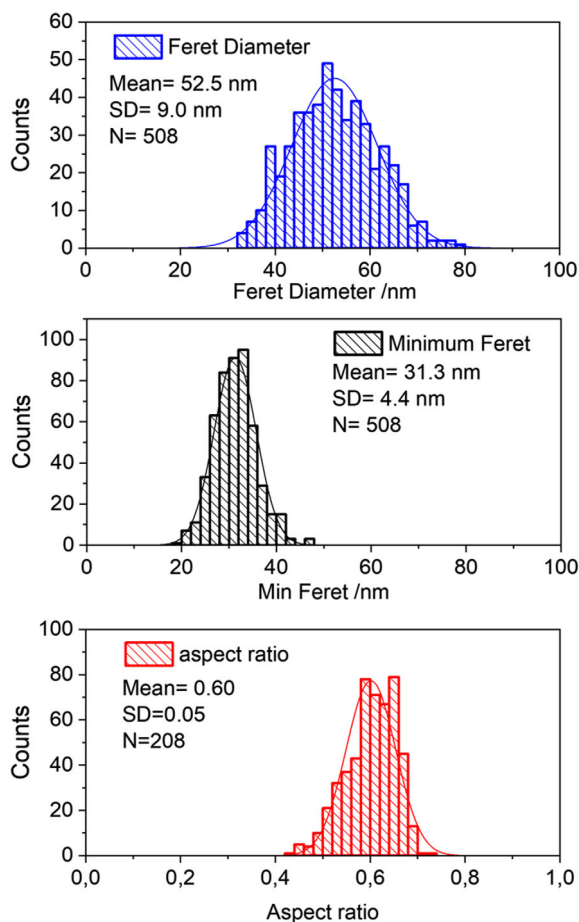 60
50
40
30
20
10
0
Counts
Feret Diameter
Mean= 52.5 nm
SD= 9.0 nm
N= 508
0 20 40 60 80 100
Feret Diameter /nm
100
80
60
40
20
0
Counts
Minimum Feret
Mean= 31.3 nm
SD= 4.4 nm
N= 508
0 20 40 60 80 100
Min Feret /nm
100
80
60
40
20
0
Counts
aspect ratio
Mean= 0.60
SD=0.05
N=208
0,0 0,2 0,4 0,6 0,8 1,0
Aspect ratio